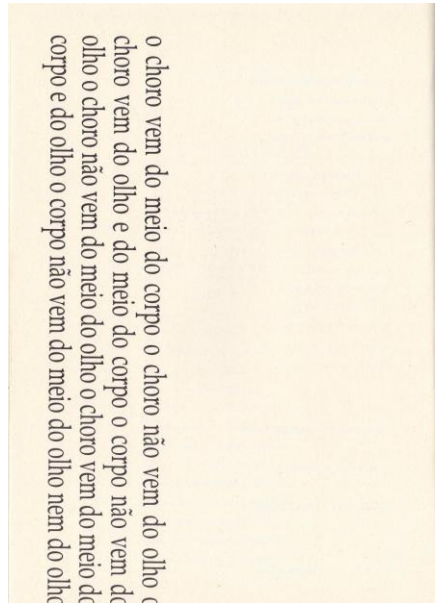 o choro vem do meio do corpo o choro não vem do olho o
choro vem do olho e do meio do corpo o corpo não vem do
olho o choro não vem do meio do olho o choro vem do meio do
corpo e do olho o corpo não vem do meio do olho nem do olho